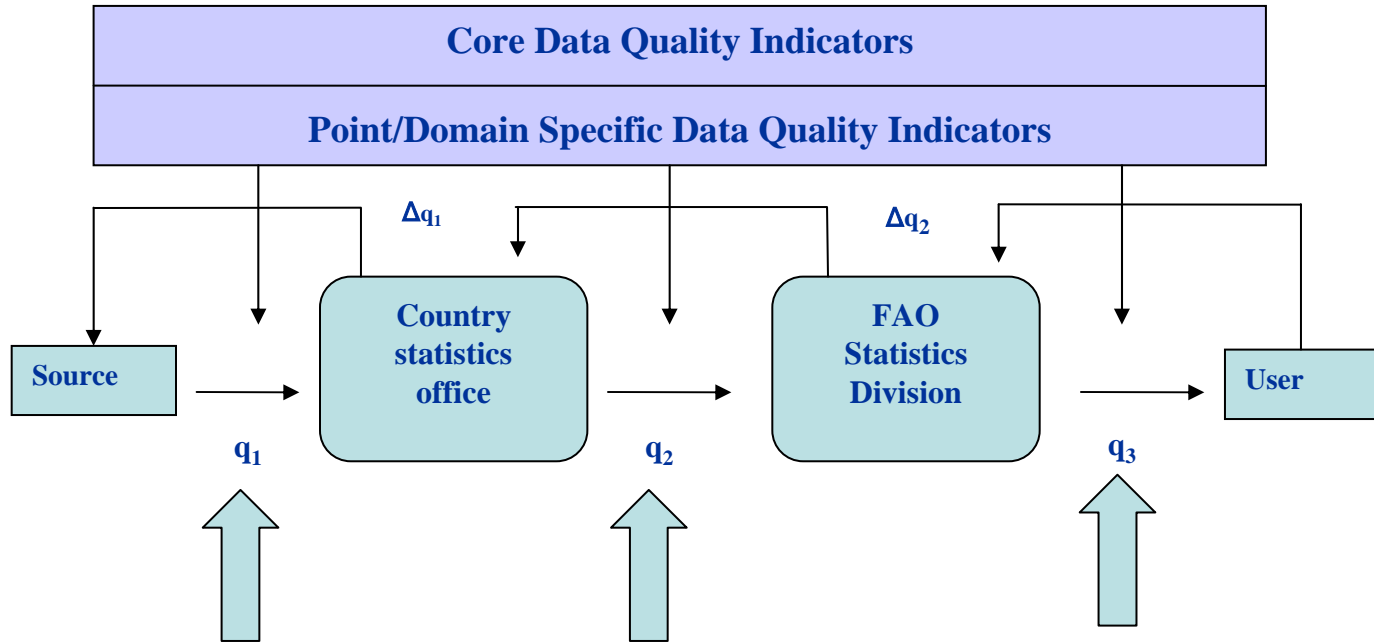 Core Data Quality Indicators
Point/Domain Specific Data Quality Indicators
Δq₁
Δq₂
Source
Country
statistics
office
FAO
Statistics
Division
User
q₁
q₂
q₃